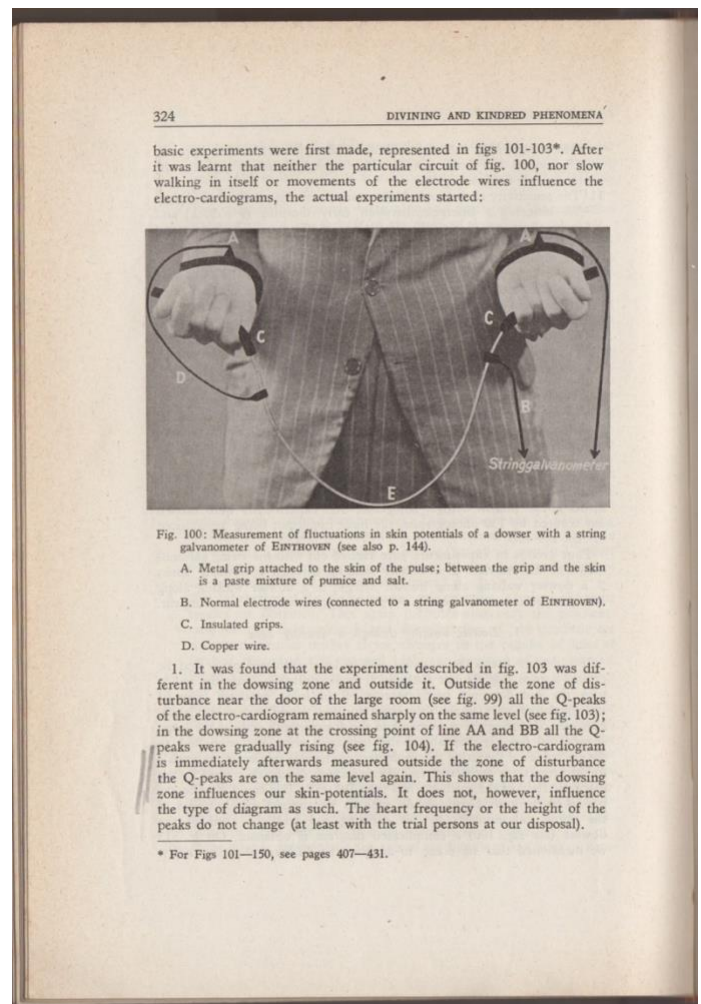 324
DIVINING AND KINDRED PHENOMENA
basic experiments were first made, represented in figs 101-103*. After
it was learnt that neither the particular circuit of fig. 100, nor slow
walking in itself or movements of the electrode wires influence the
electro-cardiograms, the actual experiments started:
A
A
C
C
D
B
Stringgalvanometer
E
Fig. 100: Measurement of fluctuations in skin potentials of a dowser with a string
galvanometer of EINTHOVEN (see also p. 144).
A. Metal grip attached to the skin of the pulse; between the grip and the skin
is a paste mixture of pumice and salt.
B. Normal electrode wires (connected to a string galvanometer of EINTHOVEN).
C. Insulated grips.
D. Copper wire.
1. It was found that the experiment described in fig. 103 was dif-
ferent in the dowsing zone and outside it. Outside the zone of dis-
turbance near the door of the large room (see fig. 99) all the Q-peaks
of the electro-cardiogram remained sharply on the same level (see fig. 103);
in the dowsing zone at the crossing point of line AA and BB all the Q-
peaks were gradually rising (see fig. 104). If the electro-cardiogram
is immediately afterwards measured outside the zone of disturbance
the Q-peaks are on the same level again. This shows that the dowsing
zone influences our skin-potentials. It does not, however, influence
the type of diagram as such. The heart frequency or the height of the
peaks do not change (at least with the trial persons at our disposal).
* For Figs 101—150, see pages 407—431.